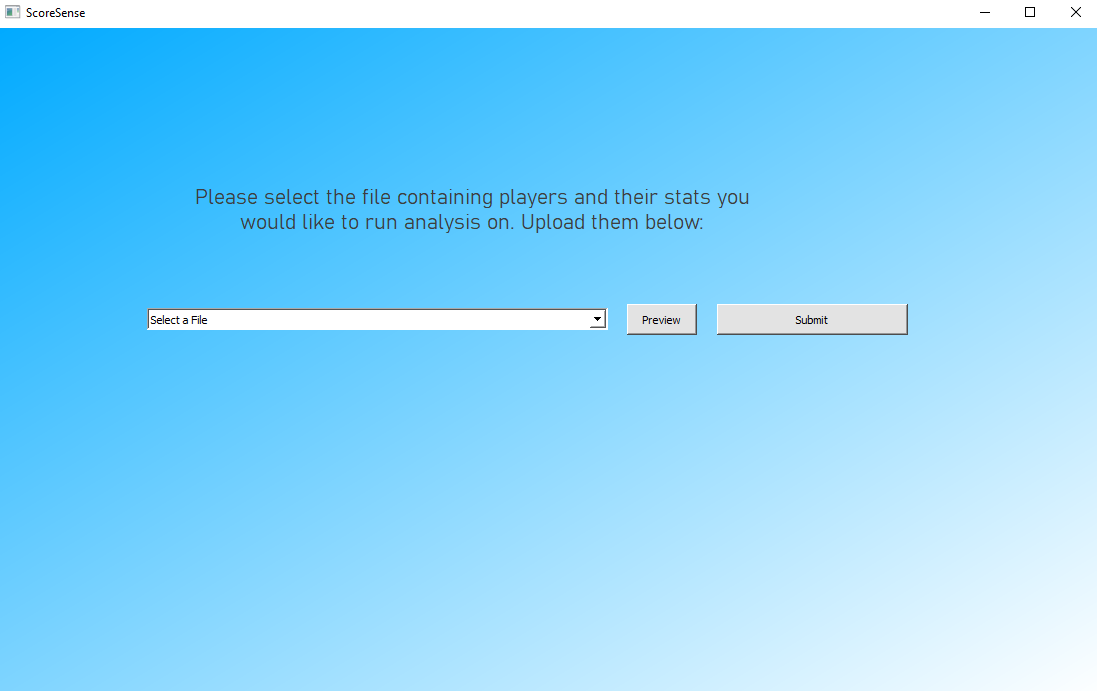 ScoreSense
Please select the file containing players and their stats you
would like to run analysis on. Upload them below:
Select a File
Preview
Submit